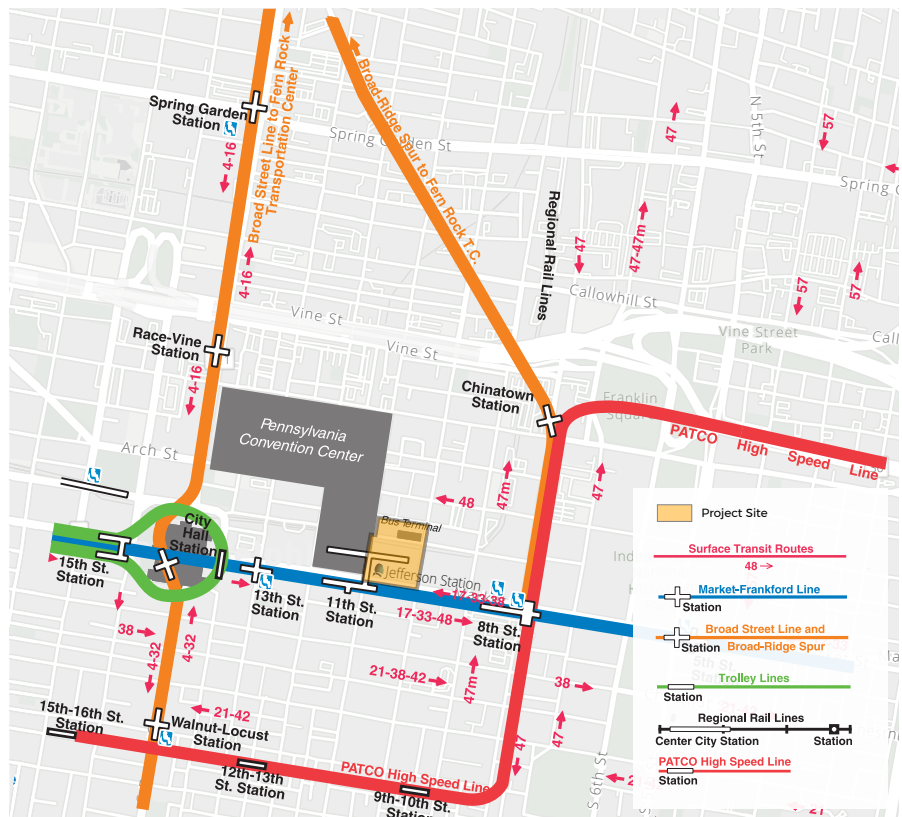 Spring Garden
Station
4-16
Broad Street Line to Fern Rock
Transportation Center
4-16
Broad-Ridge Spur to Fern Rock T.C.
Spring Garden St
Regional Rail Lines
47
47
47-47m
N 5th St
57
57
57
Callowhill St
Vine St
Vine St
Vine Street
Park
Race-Vine
Station
4-16
Chinatown
Station
Franklin
PATCO High Speed Line
Pennsylvania
Convention Center
Arch St
48
47m
47
Bus Terminal
City
Hall
Station
15th St.
Station
13th St.
Station
11th St.
Station
Jefferson Station
17-33-38
17-33-48
8th St.
Station
38
4-32
4-32
21-38-42
47m
38
47
47
21-42
15th-16th St.
Station
Walnut-Locust
Station
12th-13th
St. Station
PATCO High Speed Line
9th-10th St.
Station
S 6th St
21
Project Site
Surface Transit Routes
48
Market-Frankford Line
Station
Broad Street Line and
Broad-Ridge Spur
Station
Trolley Lines
Station
Regional Rail Lines
Center City Station
Station
PATCO High Speed Line
Station